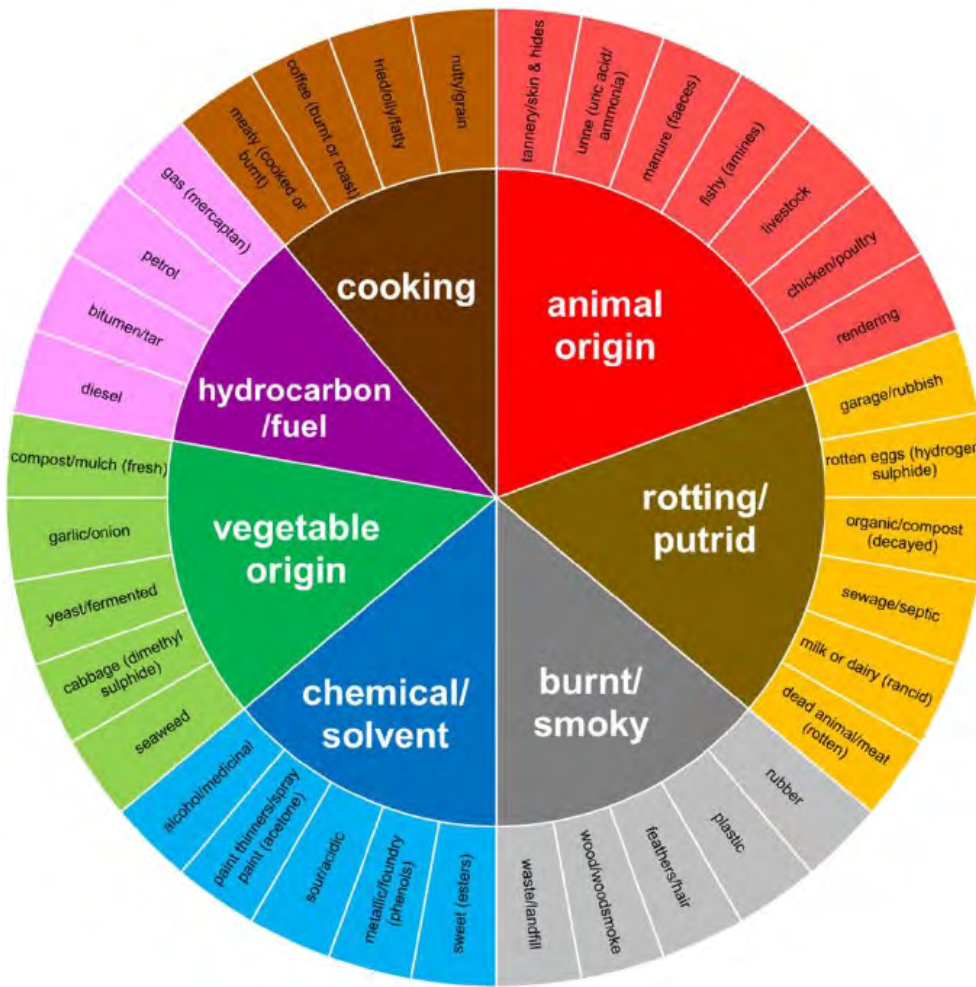 cooking
nutty/grain
fried/oily/fatty
coffee (burnt or roast)
meaty (cooked or
burnt)
animal
origin
tannery/skin & hides
urine (uric acid/
ammonia)
manure (faeces)
fishy (amines)
livestock
chicken/poultry
rendering
rotting/
putrid
garage/rubbish
rotten eggs (hydrogen
sulphide)
organic/compost
(decayed)
sewage/septic
milk or dairy (rancid)
dead animal/meat
(rotten)
burnt/
smoky
rubber
plastic
feathers/hair
wood/woodsmoke
waste/landfill
chemical/
solvent
sweet (esters)
metallic/foundry
(phenols)
sour/acidic
paint thinners/spray
paint (acetone)
alcohol/medicinal
vegetable
origin
seaweed
cabbage (dimethyl
sulphide)
yeast/fermented
garlic/onion
compost/mulch (fresh)
hydrocarbon
/fuel
diesel
bitumen/tar
petrol
gas (mercaptan)